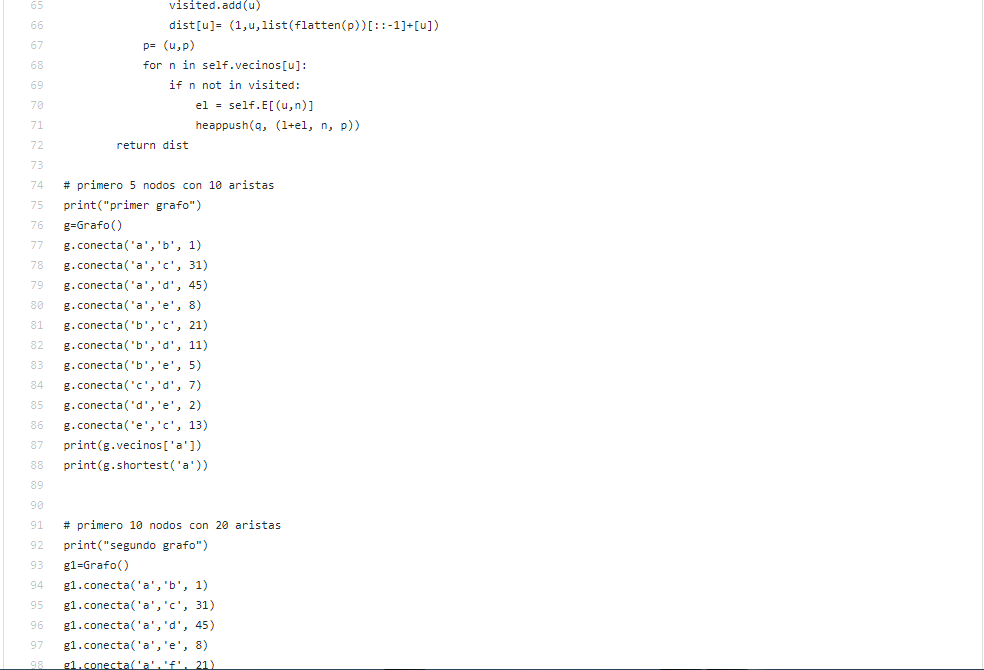 65 visited.add(u)
66 dist[u]= (l,u,list(flatten(p))[::-1]+[u])
67 p= (u,p)
68 for n in self.vecinos[u]:
69 if n not in visited:
70 el = self.E[(u,n)]
71 heappush(q, (l+el, n, p))
72 return dist
73
74 # primero 5 nodos con 10 aristas
75 print("primer grafo")
76 g=Grafo()
77 g.conecta('a','b', 1)
78 g.conecta('a','c', 31)
79 g.conecta('a','d', 45)
80 g.conecta('a','e', 8)
81 g.conecta('b','c', 21)
82 g.conecta('b','d', 11)
83 g.conecta('b','e', 5)
84 g.conecta('c','d', 7)
85 g.conecta('d','e', 2)
86 g.conecta('e','c', 13)
87 print(g.vecinos['a'])
88 print(g.shortest('a'))
89
90
91 # primero 10 nodos con 20 aristas
92 print("segundo grafo")
93 g1=Grafo()
94 g1.conecta('a','b', 1)
95 g1.conecta('a','c', 31)
96 g1.conecta('a','d', 45)
97 g1.conecta('a','e', 8)
98 g1.conecta('a','f', 21)